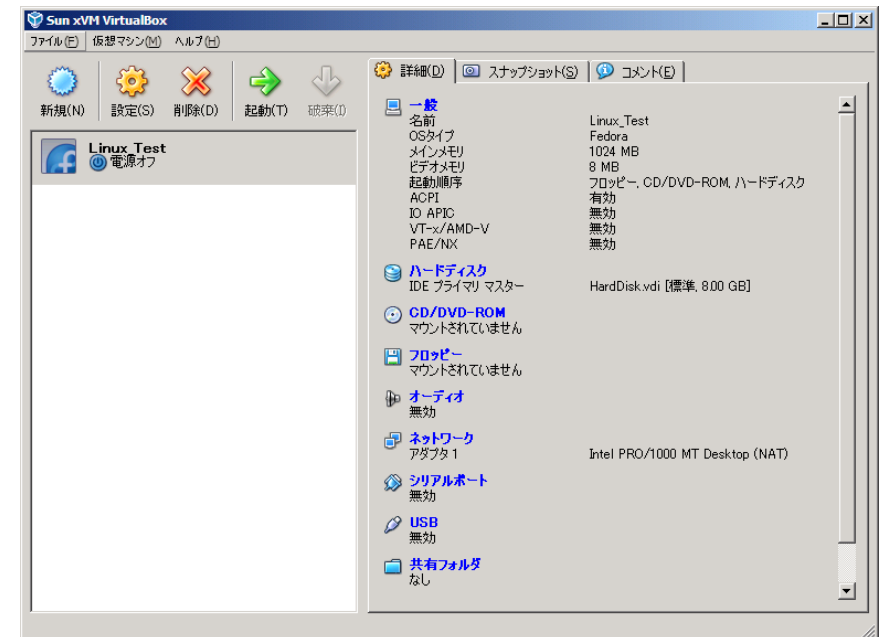 Sun xVM VirtualBox
ファイル(F) 仮想マシン(M) ヘルプ(H)
新規(N) 設定(S) 削除(D) 起動(T) 破棄(I)
Linux_Test
電源オフ
詳細(D) スナップショット(S) コメント(E)
一般
名前 Linux_Test
OSタイプ Fedora
メインメモリ 1024 MB
ビデオメモリ 8 MB
起動順序 フロッピー, CD/DVD-ROM, ハードディスク
ACPI 有効
IO APIC 無効
VT-x/AMD-V 無効
PAE/NX 無効
ハードディスク
IDE プライマリ マスター HardDisk.vdi [標準, 8.00 GB]
CD/DVD-ROM
マウントされていません
フロッピー
マウントされていません
オーディオ
無効
ネットワーク
アダプタ 1 Intel PRO/1000 MT Desktop (NAT)
シリアルポート
無効
USB
無効
共有フォルダ
なし